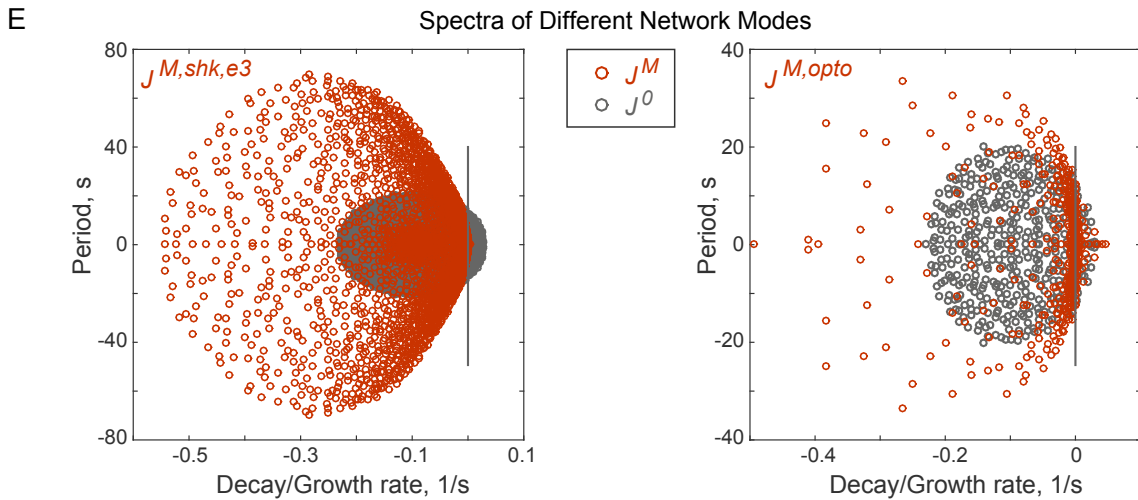 E
Spectra of Different Network Modes
J^M,shk,e3
80
40
0
-40
-80
Period, s
-0.5
-0.3
-0.1
0.1
Decay/Growth rate, 1/s
J^M
J^0
J^M,opto
40
20
0
-20
-40
Period, s
-0.4
-0.2
0
Decay/Growth rate, 1/s